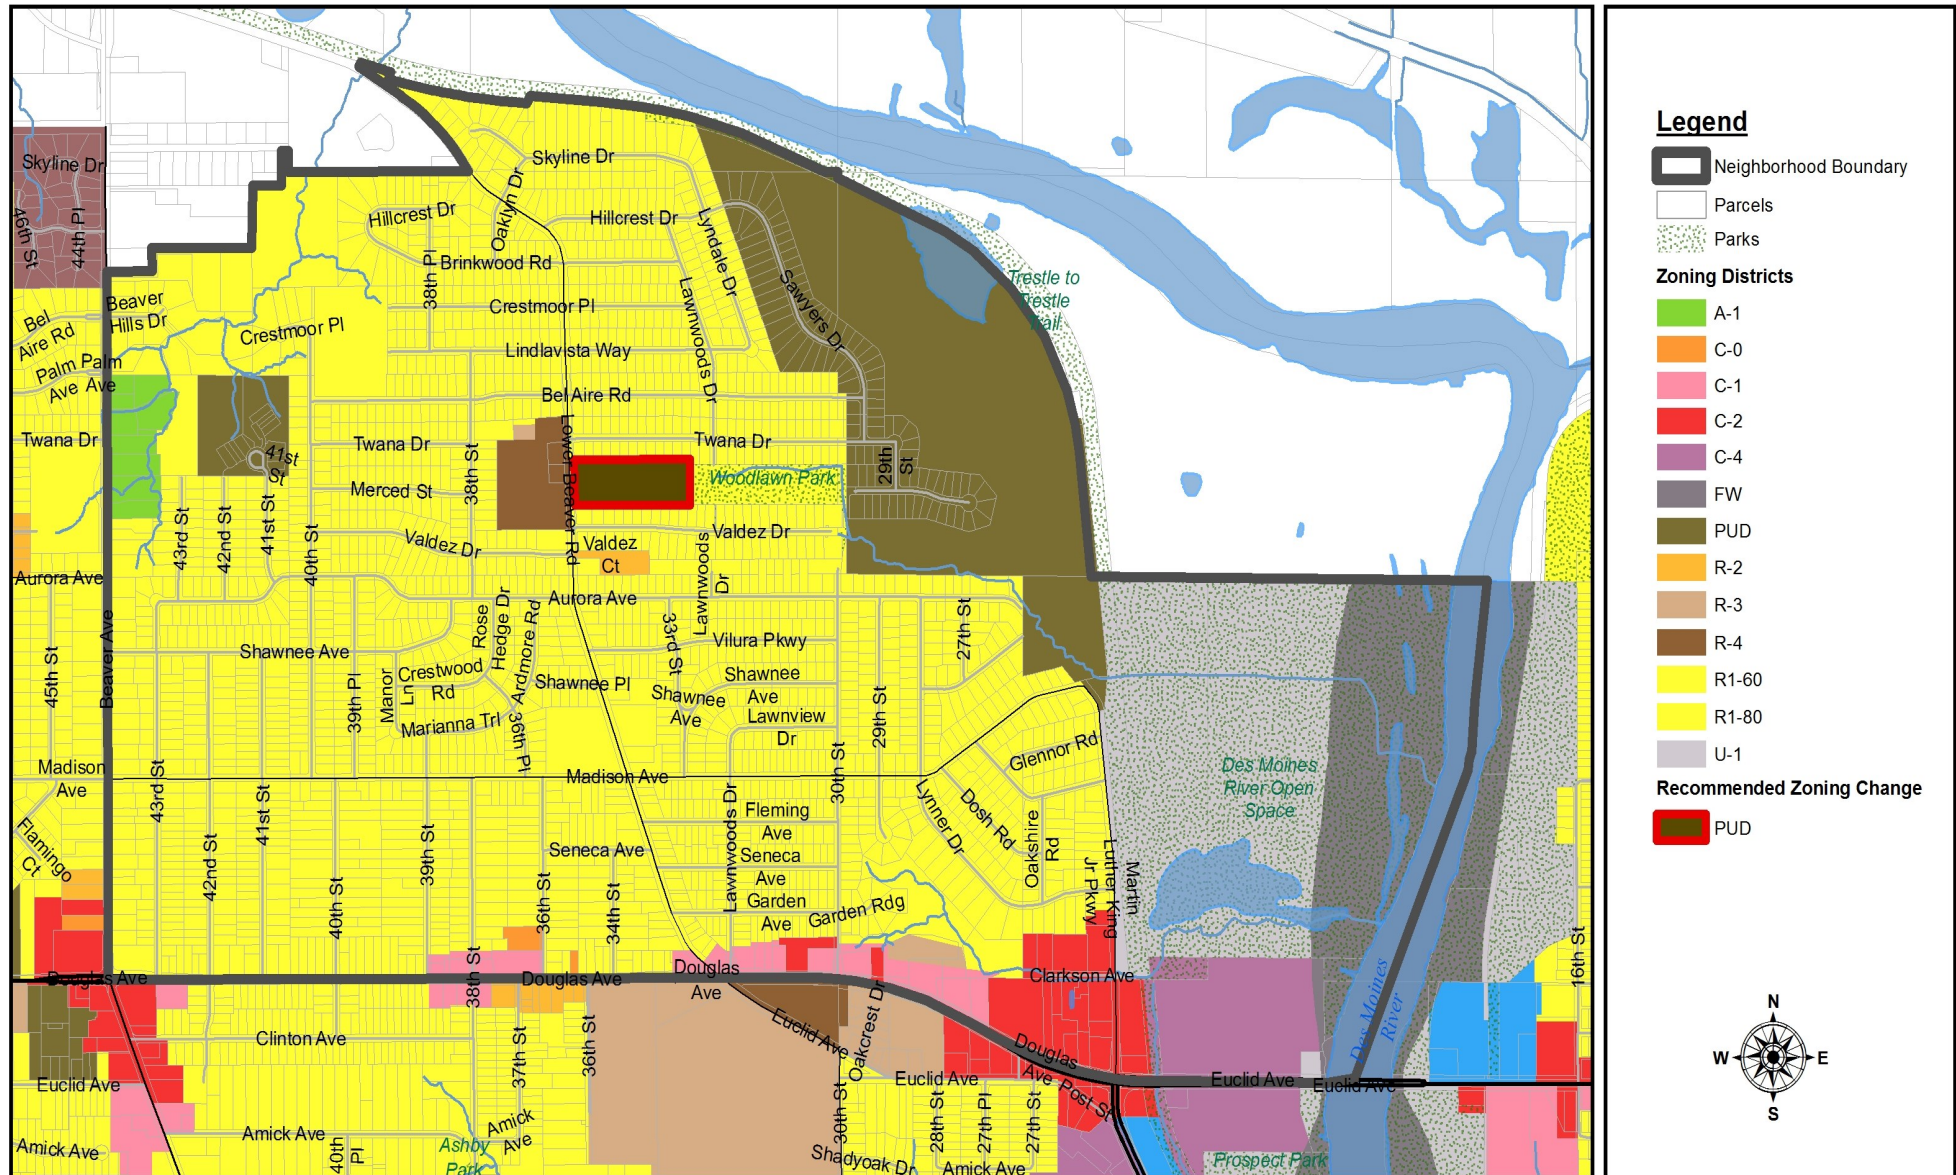 Skyline Dr
46th St
44th Pl
Beaver
Hills Dr
Bel
Aire Rd
Palm Palm
Ave Ave
Twana Dr
Aurora Ave
45th St
Beaver Ave
Madison
Ave
Flamingo
Ct
Douglas Ave
Euclid Ave
Amick Ave
Skyline Dr
Oaklyn Dr
Hillcrest Dr
Hillcrest Dr
Lyndale Dr
38th Pl
Brinkwood Rd
Crestmoor Pl
Crestmoor Pl
Lawnwoods Dr
Sawyers Dr
Lindlavista Way
Bel Aire Rd
Trestle to
Trestle
Trail
Twana Dr
Twana Dr
Lower Beaver Rd
38th St
41st
St
Merced St
Woodlawn Park
29th
St
43rd St
42nd St
41st St
40th St
Valdez Dr
Valdez
Ct
Valdez Dr
Lawnwoods
Dr
Aurora Ave
Rose
Hedge Dr
Ardmore Rd
33rd St
Vilura Pkwy
27th St
Shawnee Ave
Crestwood
Rd
Manor
Ln
39th Pl
Marianna Trl
36th Pl
Shawnee Pl
Shawnee
Ave
Shawnee
Ave
Lawnview
Dr
29th St
30th St
Madison Ave
Glennor Rd
Dosh Rd
Lynner Dr
Oakshire
Rd
43rd St
42nd St
41st St
40th St
39th St
38th St
36th St
34th St
Seneca Ave
Lawnwoods Dr
Fleming
Ave
Seneca
Ave
Garden
Ave
Garden Rdg
Martin
Luther King
Jr Pkwy
Des Moines
River Open
Space
Clarkson Ave
Douglas Ave
Douglas
Ave
Euclid Ave
Oakcrest Dr
Douglas
Ave
Post St
Clinton Ave
37th St
36th St
Euclid Ave
Euclid Ave
Euclid Ave
Des Moines
River
16th St
Amick Ave
40th
Pl
Ashby
Park
Amick
Ave
30th St
28th St
27th Pl
27th St
Shadyoak Dr
Amick Ave
Prospect Park
Legend
Neighborhood Boundary
Parcels
Parks
Zoning Districts
A-1
C-0
C-1
C-2
C-4
FW
PUD
R-2
R-3
R-4
R1-60
R1-80
U-1
Recommended Zoning Change
PUD
N
W
E
S